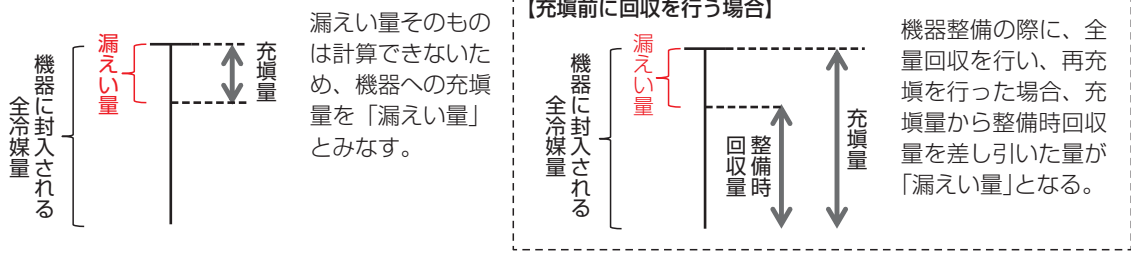 機器に封入される
全冷媒量
漏えい量
充塡量
漏えい量そのもの
は計算できないた
め、機器への充塡
量を「漏えい量」
とみなす。
【充塡前に回収を行う場合】
機器に封入される
全冷媒量
漏えい量
整備時
回収量
充塡量
機器整備の際に、全
量回収を行い、再充
塡を行った場合、充
塡量から整備時回収
量を差し引いた量が
「漏えい量」となる。